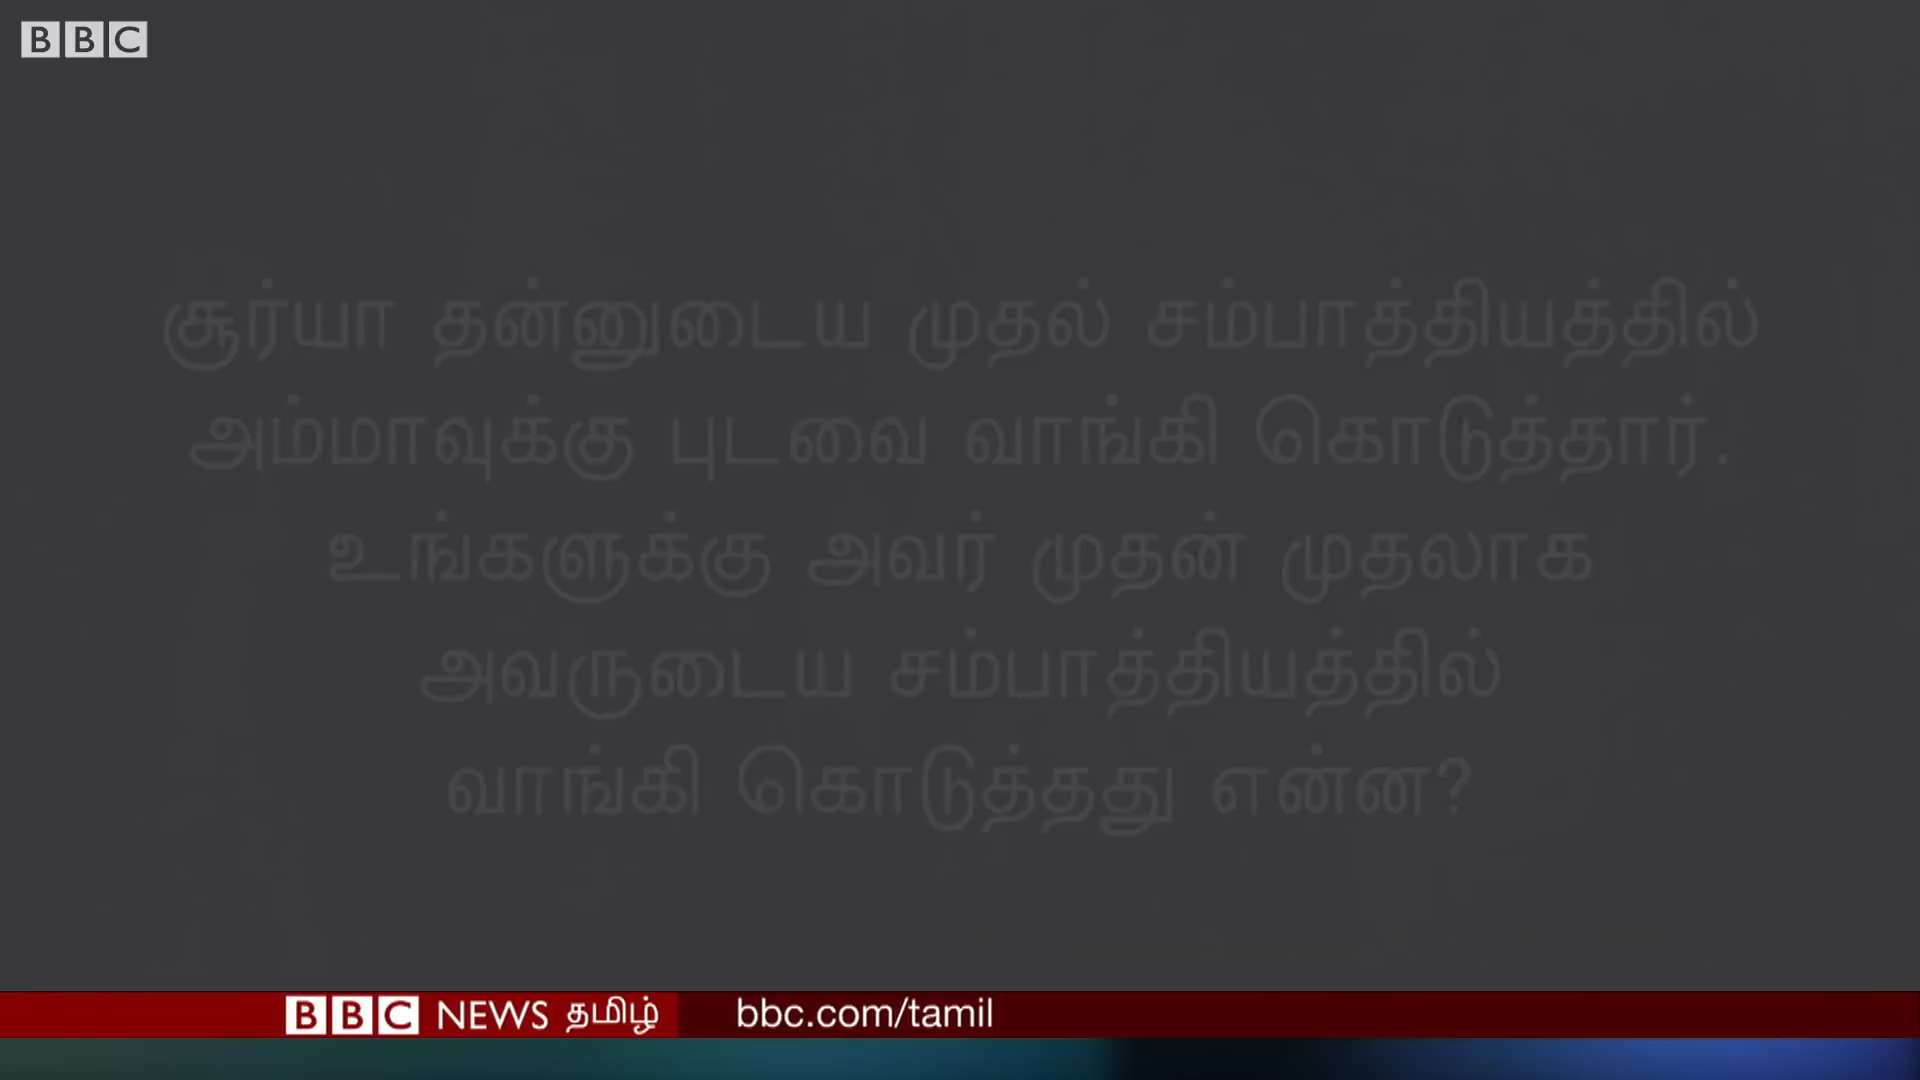 BBC
சூர்யா தன்னுடைய முதல் சம்பாத்தியத்தில்
அம்மாவுக்கு புடவை வாங்கி கொடுத்தார்.
உங்களுக்கு அவர் முதன் முதலாக
அவருடைய சம்பாத்தியத்தில்
வாங்கி கொடுத்தது என்ன?
BBC NEWS தமிழ் bbc.com/tamil